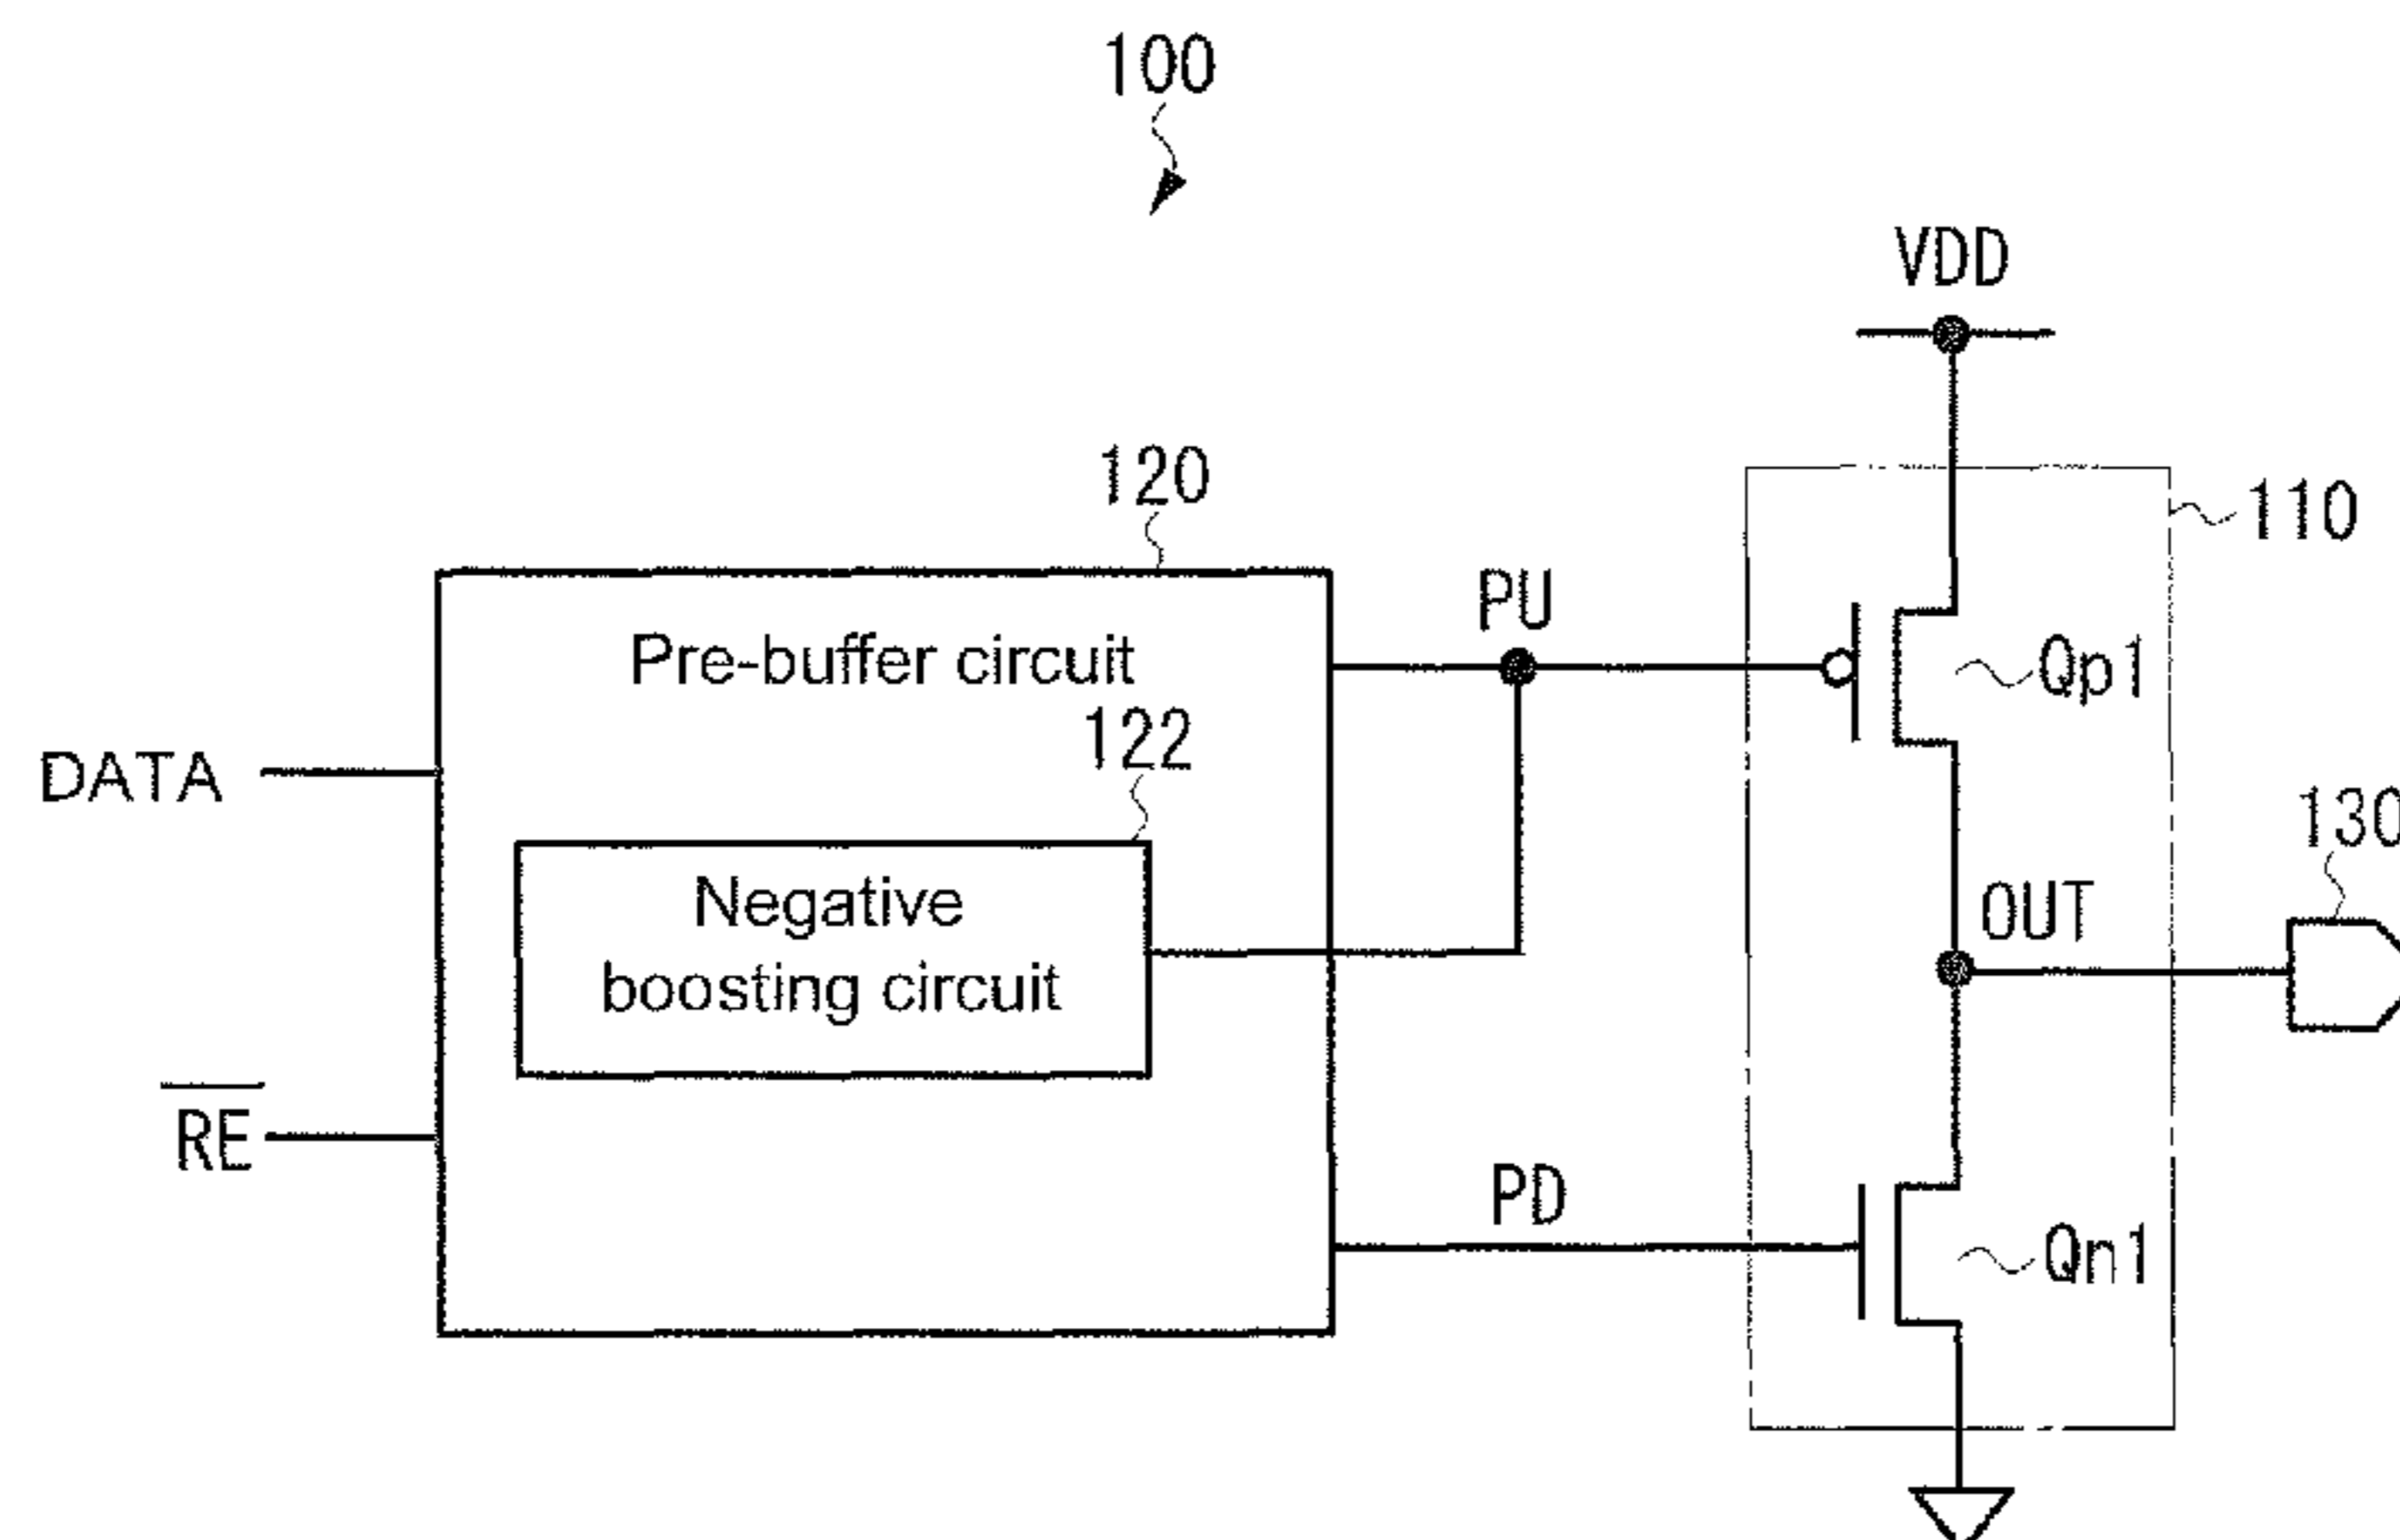 100
VDD
120
110
PU
Pre-buffer circuit
Qp1
122
DATA
130
Negative
boosting circuit
OUT
RE
PD
Qn1